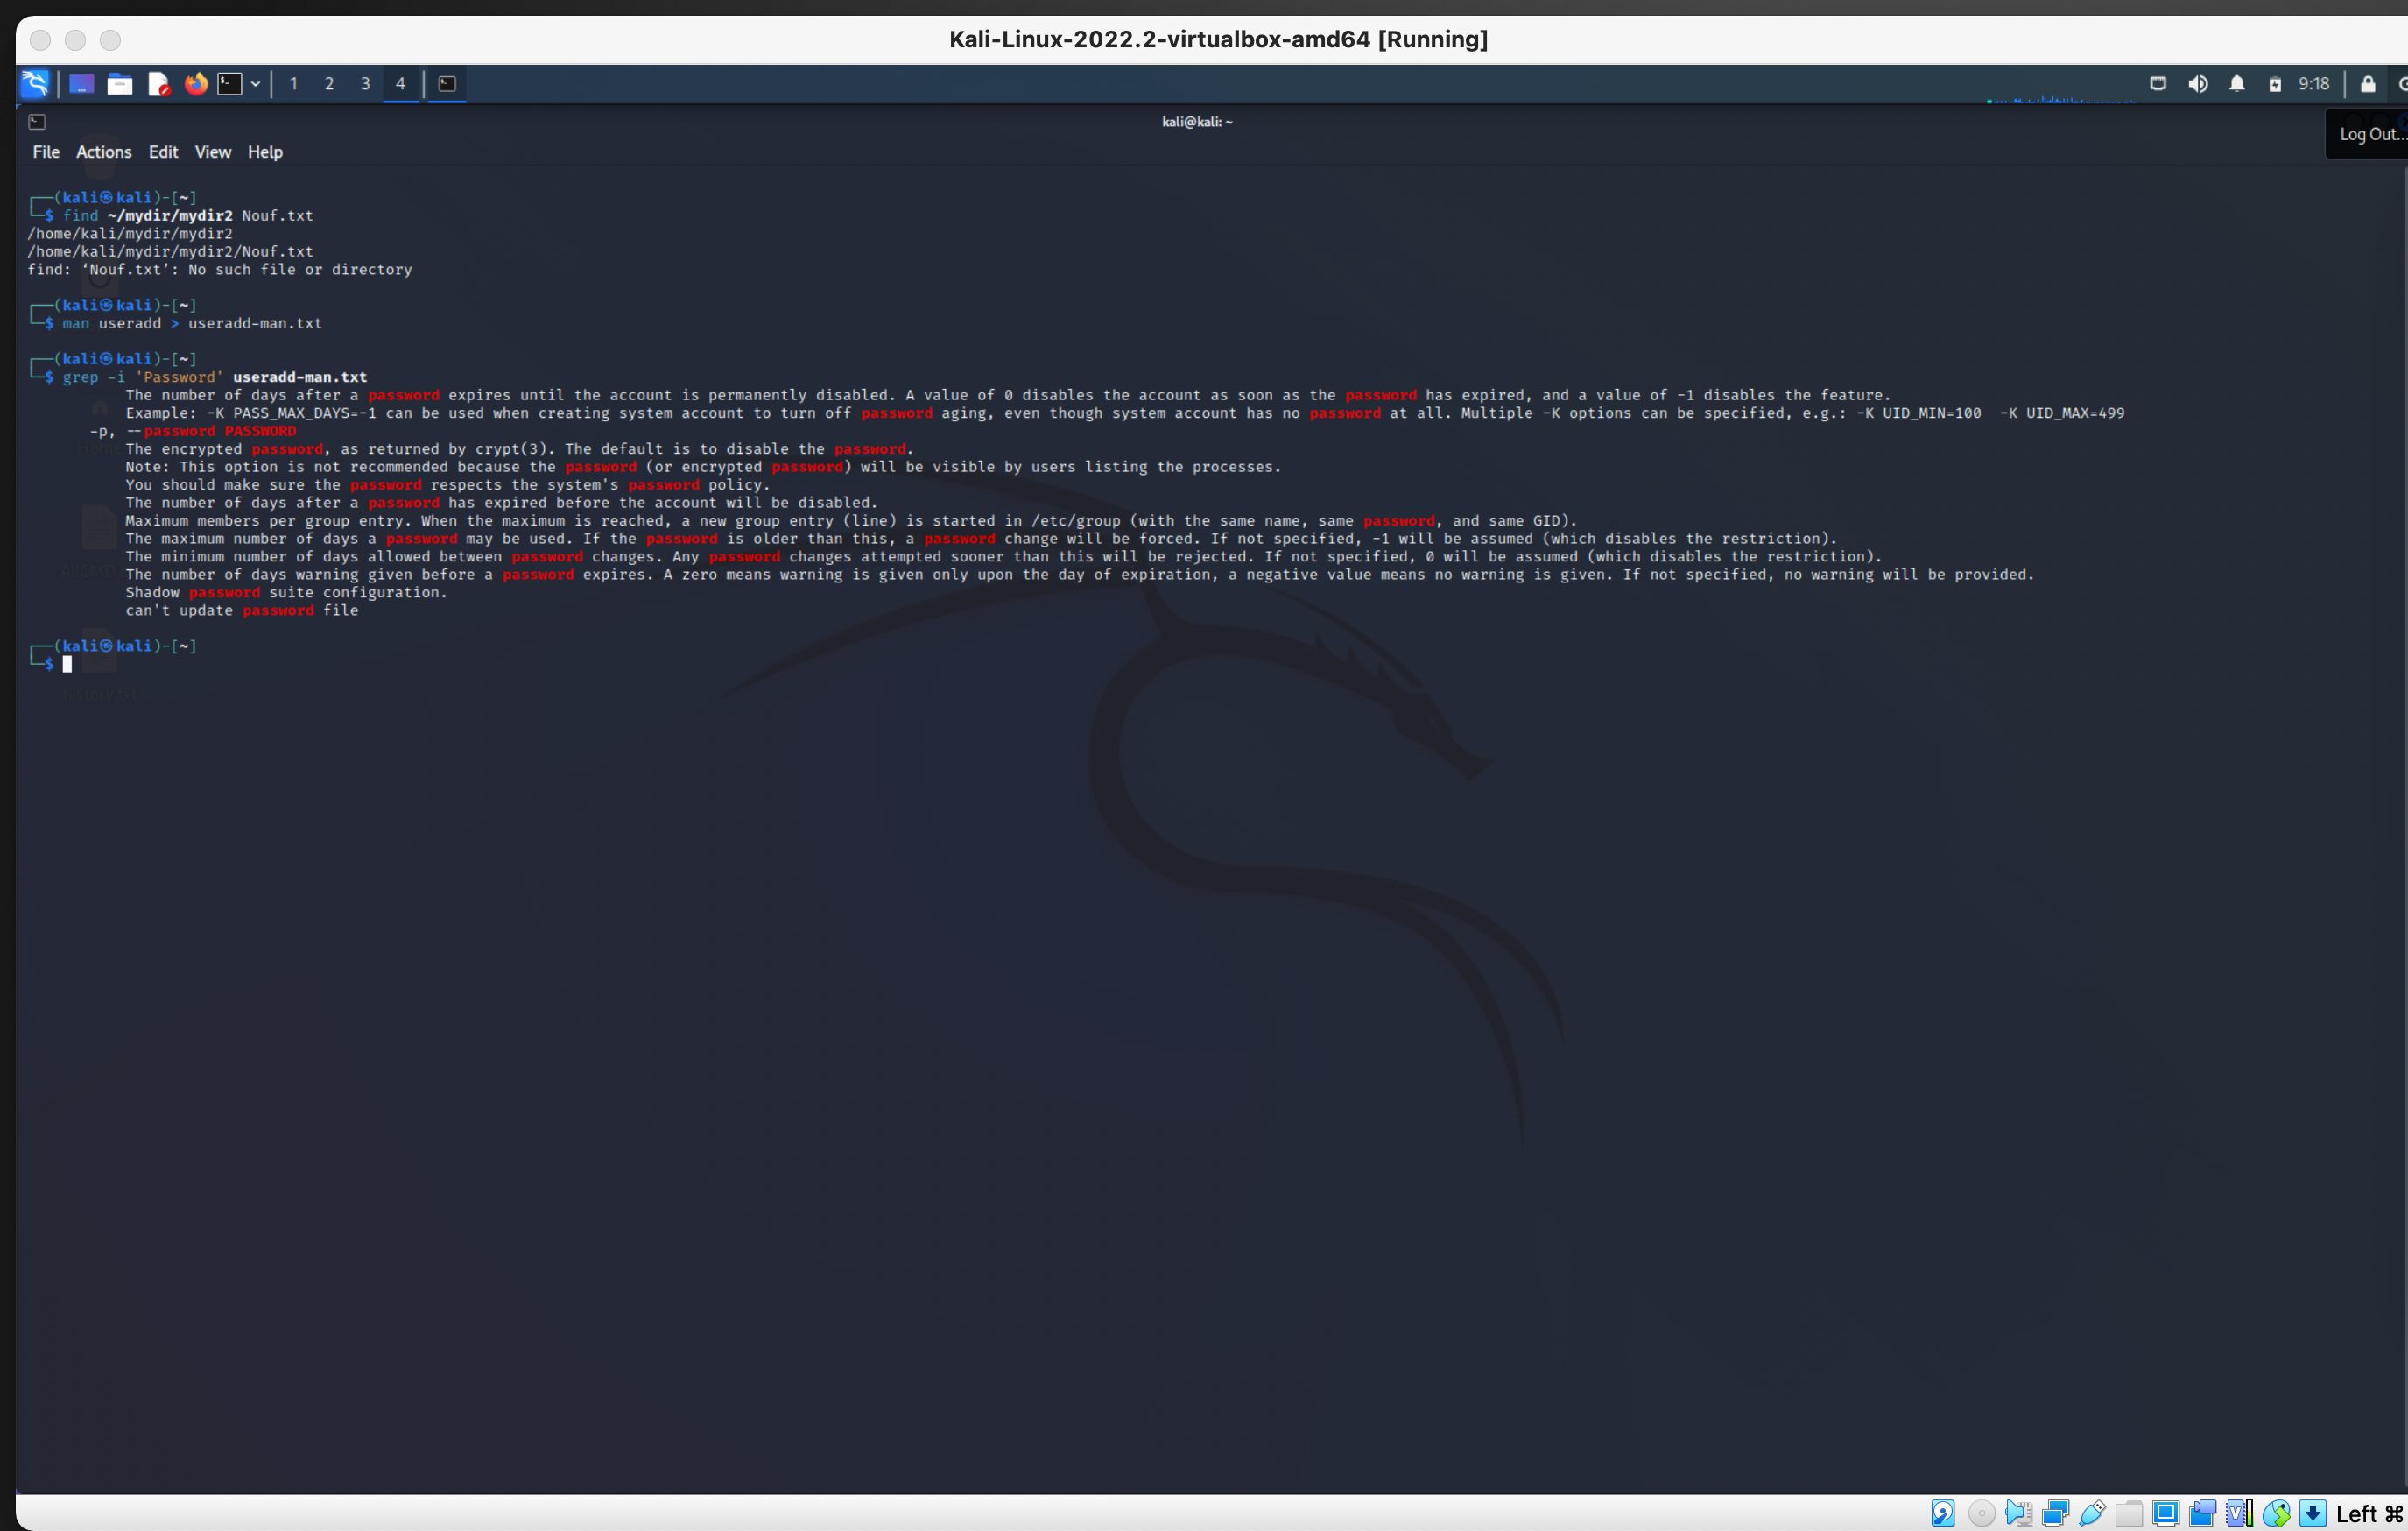 Kali-Linux-2022.2-virtualbox-amd64 [Running]
1 2 3 4
9:18
kali@kali: ~
Log Out...
File Actions Edit View Help
┌──(kali㉿kali)-[~]
└─$ find ~/mydir/mydir2 Nouf.txt
/home/kali/mydir/mydir2
/home/kali/mydir/mydir2/Nouf.txt
find: ‘Nouf.txt’: No such file or directory
┌──(kali㉿kali)-[~]
└─$ man useradd > useradd-man.txt
┌──(kali㉿kali)-[~]
└─$ grep -i 'Password' useradd-man.txt
The number of days after a password expires until the account is permanently disabled. A value of 0 disables the account as soon as the password has expired, and a value of -1 disables the feature.
Example: -K PASS_MAX_DAYS=-1 can be used when creating system account to turn off password aging, even though system account has no password at all. Multiple -K options can be specified, e.g.: -K UID_MIN=100  -K UID_MAX=499
-p, --password PASSWORD
The encrypted password, as returned by crypt(3). The default is to disable the password.
Note: This option is not recommended because the password (or encrypted password) will be visible by users listing the processes.
You should make sure the password respects the system's password policy.
The number of days after a password has expired before the account will be disabled.
Maximum members per group entry. When the maximum is reached, a new group entry (line) is started in /etc/group (with the same name, same password, and same GID).
The maximum number of days a password may be used. If the password is older than this, a password change will be forced. If not specified, -1 will be assumed (which disables the restriction).
The minimum number of days allowed between password changes. Any password changes attempted sooner than this will be rejected. If not specified, 0 will be assumed (which disables the restriction).
The number of days warning given before a password expires. A zero means warning is given only upon the day of expiration, a negative value means no warning is given. If not specified, no warning will be provided.
Shadow password suite configuration.
can't update password file
┌──(kali㉿kali)-[~]
└─$
history.txt
Left ⌘